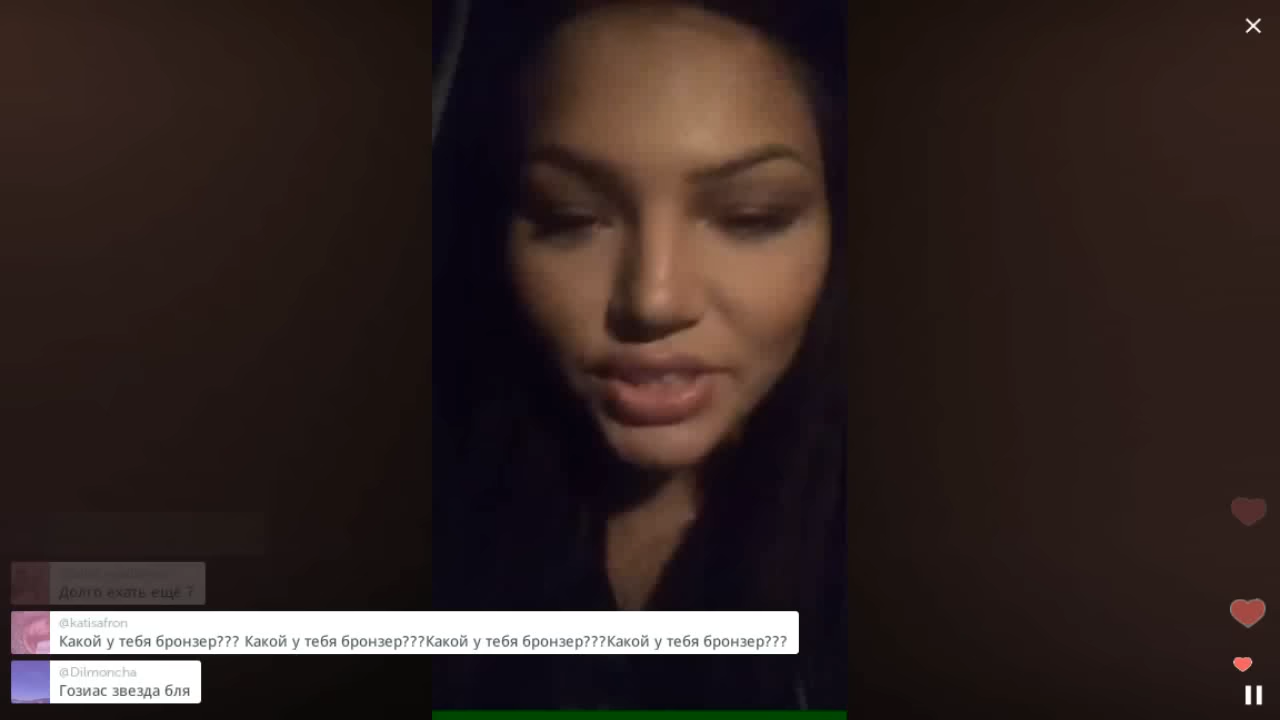 Долго ехать ещё ?
@katisafron
Какой у тебя бронзер??? Какой у тебя бронзер???Какой у тебя бронзер???Какой у тебя бронзер???
@Dilmoncha
Гозиас звезда бля